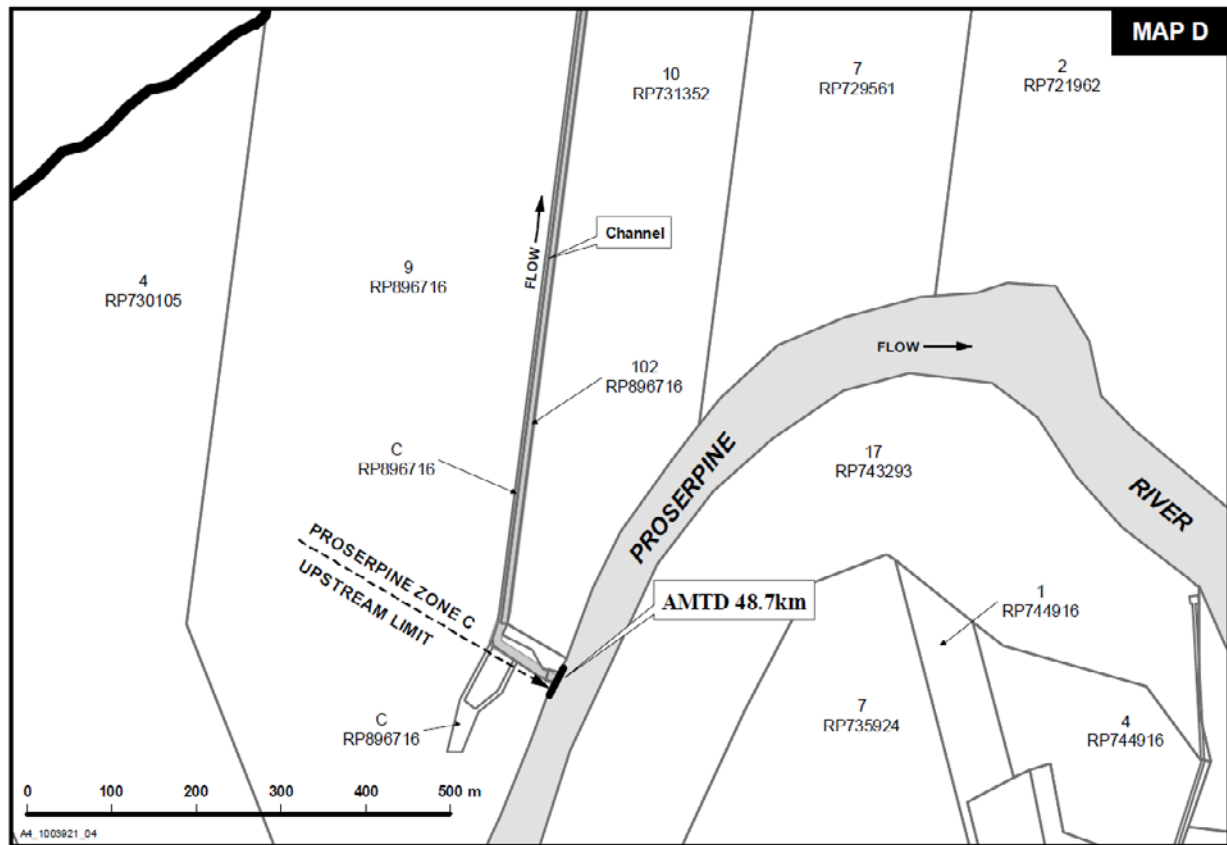 MAP D
10
RP731352
7
RP729561
2
RP721962
4
RP730105
9
RP896716
FLOW
Channel
FLOW
102
RP896716
C
RP896716
PROSERPINE
RIVER
17
RP743293
PROSERPINE ZONE C
UPSTREAM LIMIT
AMTD 48.7km
1
RP744916
C
RP896716
7
RP735924
4
RP744916
0 100 200 300 400 500 m
A4_1003921_04